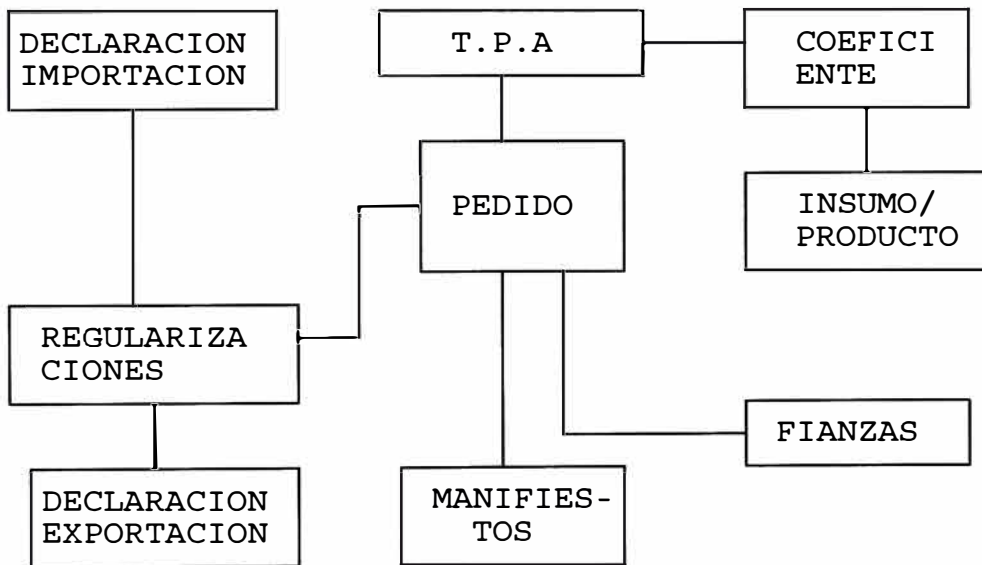 DECLARACION
IMPORTACION
T.P.A
COEFICI
ENTE
PEDIDO
INSUMO/
PRODUCTO
REGULARIZA
CIONES
FIANZAS
DECLARACION
EXPORTACION
MANIFIES-
TOS